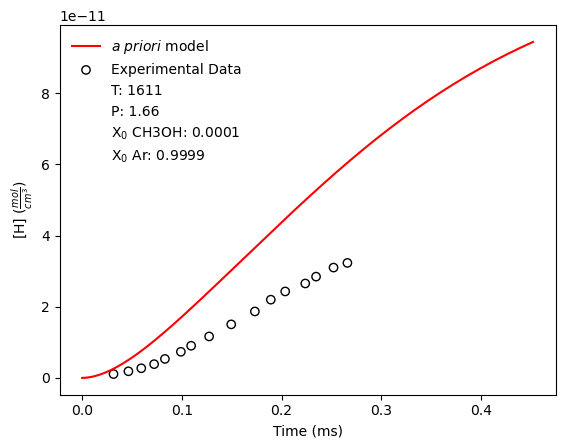 1e−11
a priori model
Experimental Data
T: 1611
P: 1.66
X₀ CH3OH: 0.0001
X₀ Ar: 0.9999
8
6
4
2
0
[H] (mol/cm³)
0.0 0.1 0.2 0.3 0.4
Time (ms)